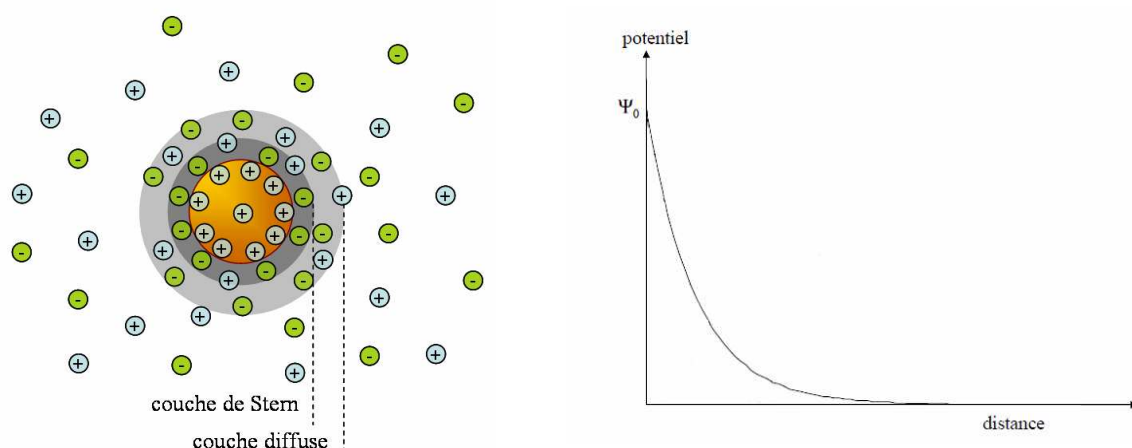 couche de Stern
couche diffuse
potentiel
Ψ₀
distance